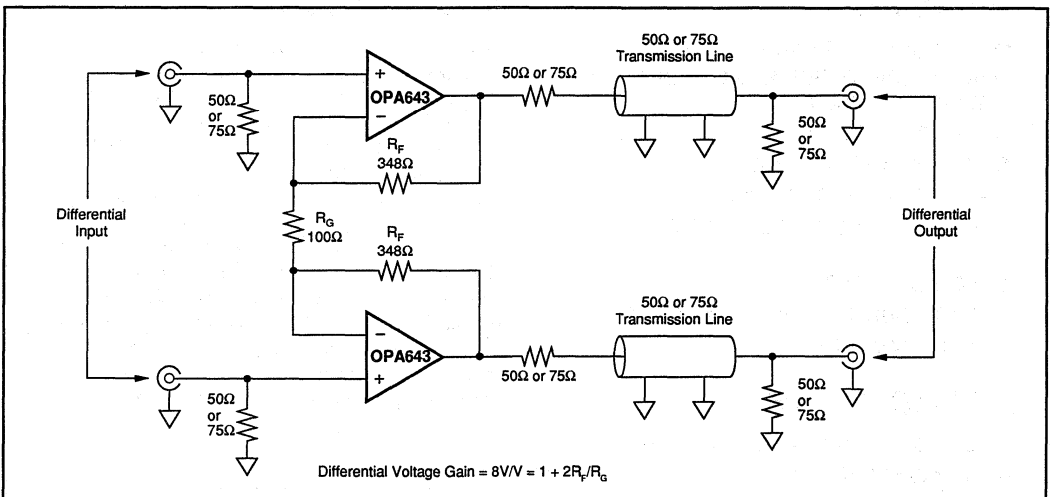 50Ω or 75Ω
Transmission Line
50Ω or 75Ω
+
OPA643
−
50Ω
or
75Ω
50Ω
or
75Ω
R_F
348Ω
Differential
Input
R_G
100Ω
R_F
348Ω
Differential
Output
50Ω or 75Ω
Transmission Line
−
OPA643
+
50Ω or 75Ω
50Ω
or
75Ω
50Ω
or
75Ω
Differential Voltage Gain = 8V/V = 1 + 2R_F/R_G